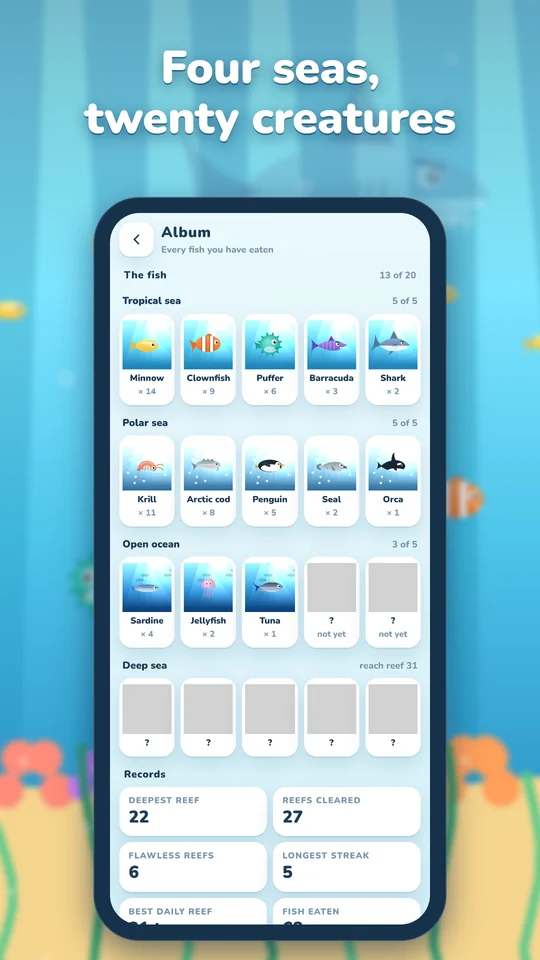 Four seas,
twenty creatures
Album
Every fish you have eaten
The fish 13 of 20
Tropical sea 5 of 5
Minnow Clownfish Puffer Barracuda Shark
× 14 × 9 × 6 × 3 × 2
Polar sea 5 of 5
Krill Arctic cod Penguin Seal Orca
× 11 × 8 × 5 × 2 × 1
Open ocean 3 of 5
Sardine Jellyfish Tuna ? ?
× 4 × 2 × 1 not yet not yet
Deep sea reach reef 31
? ? ? ? ?
Records
DEEPEST REEF REEFS CLEARED
22 27
FLAWLESS REEFS LONGEST STREAK
6 5
BEST DAILY REEF FISH EATEN